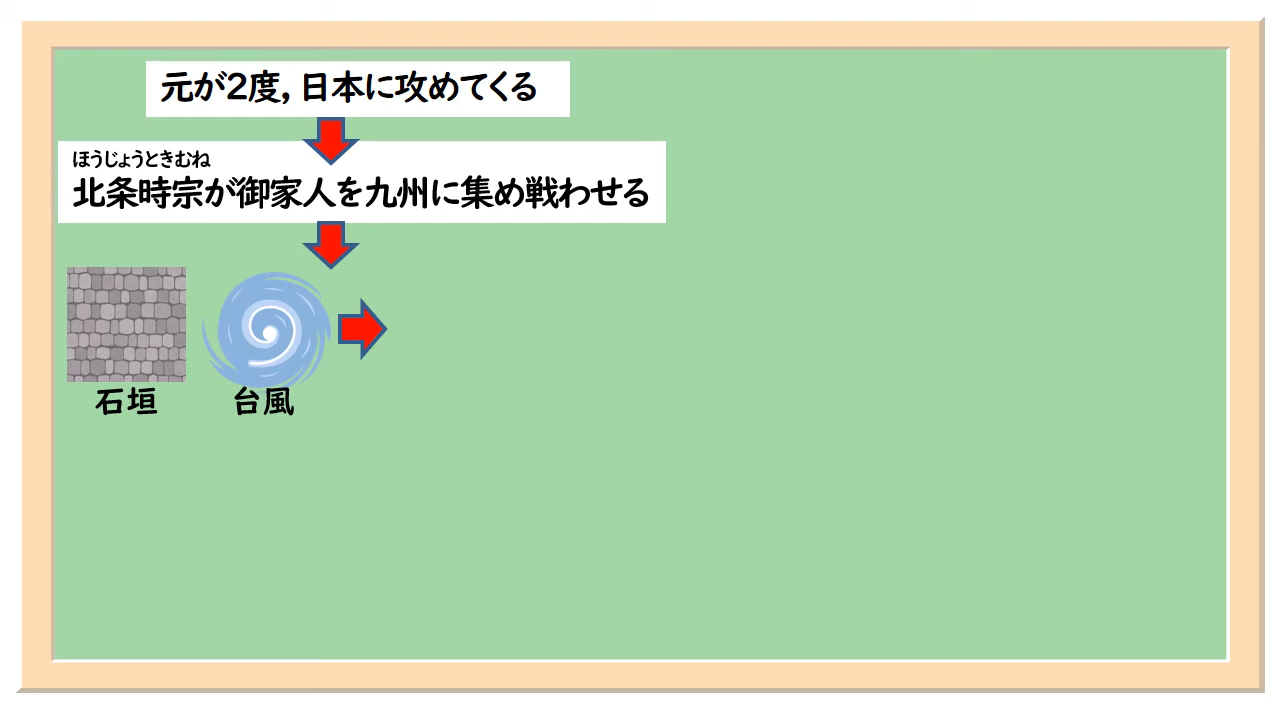 元が2度，日本に攻めてくる
ほうじょうときむね
北条時宗が御家人を九州に集め戦わせる
石垣
台風